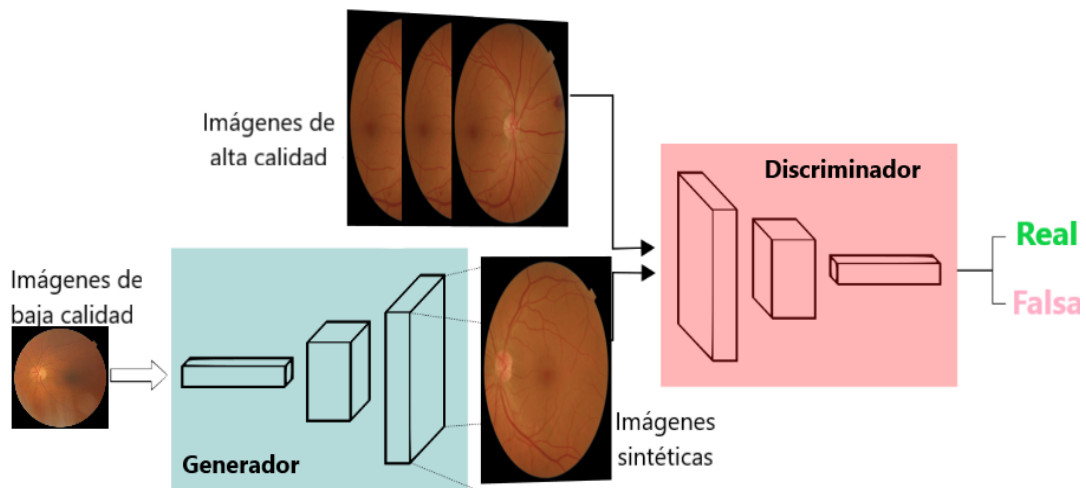 Imágenes de
alta calidad
Discriminador
Real
Falsa
Imágenes de
baja calidad
Generador
Imágenes
sintéticas